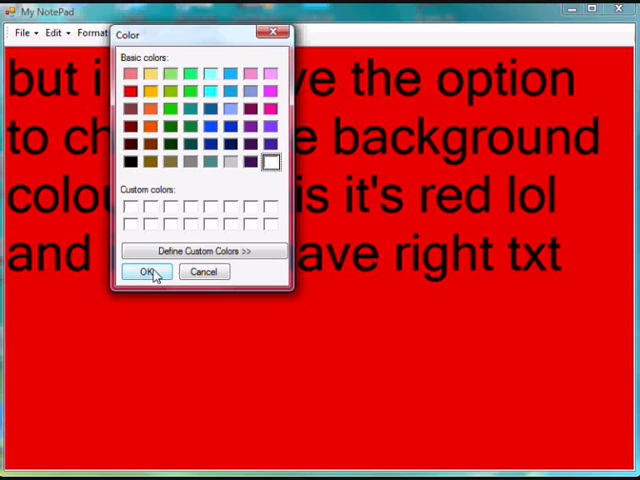 My NotePad
File Edit Format
Color
Basic colors:
Custom colors:
Define Custom Colors >>
OK Cancel
but i ve the option
to ch e background
colou is it's red lol
and ave right txt